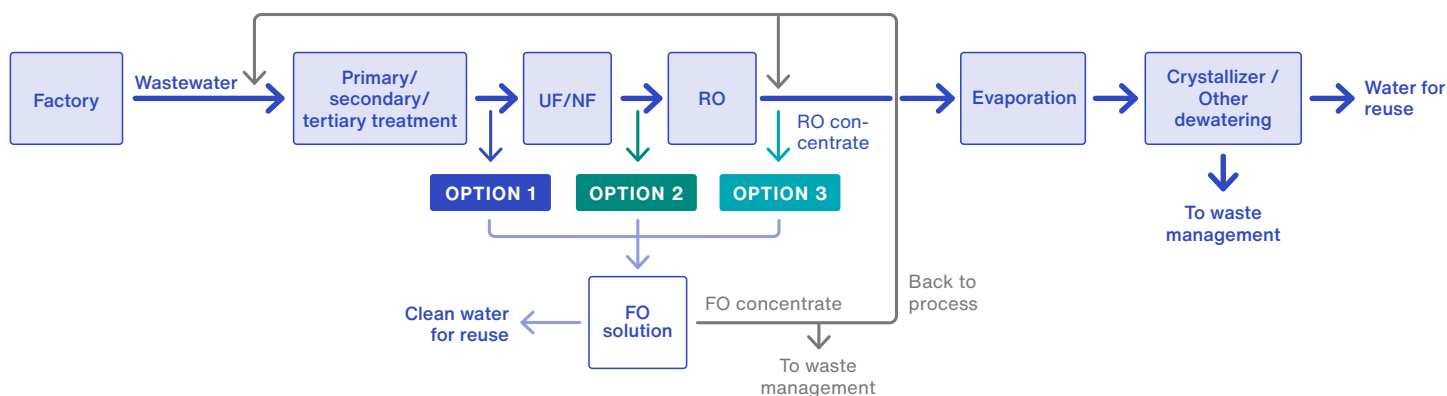 Factory
Wastewater
Primary/
secondary/
tertiary treatment
UF/NF
RO
RO con-
centrate
Evaporation
Crystallizer /
Other
dewatering
Water for
reuse
To waste
management
OPTION 1
OPTION 2
OPTION 3
Clean water
for reuse
FO
solution
FO concentrate
Back to
process
To waste
management